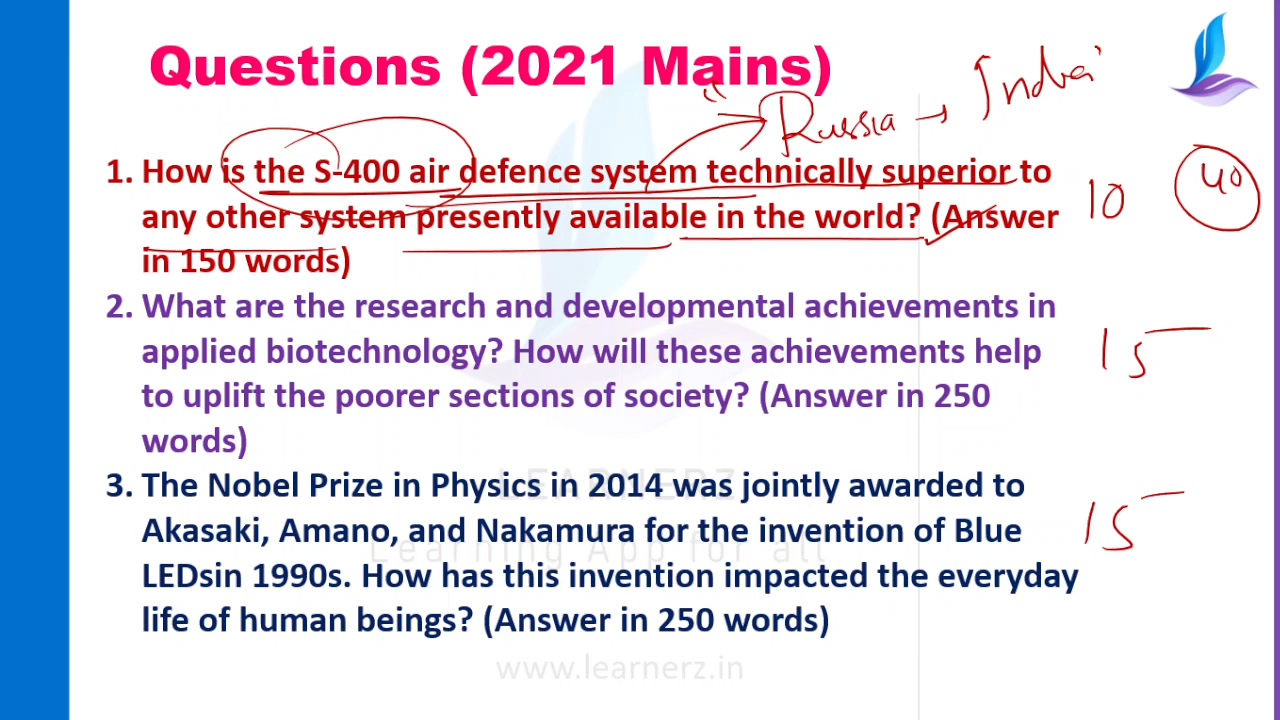 Questions (2021 Mains)
Russia → India
1. How is the S-400 air defence system technically superior to
any other system presently available in the world? (Answer
in 150 words)
10
40
2. What are the research and developmental achievements in
applied biotechnology? How will these achievements help
to uplift the poorer sections of society? (Answer in 250
words)
15
3. The Nobel Prize in Physics in 2014 was jointly awarded to
Akasaki, Amano, and Nakamura for the invention of Blue
LEDsin 1990s. How has this invention impacted the everyday
life of human beings? (Answer in 250 words)
15
LEARNERZ
Learning App for all
www.learnerz.in